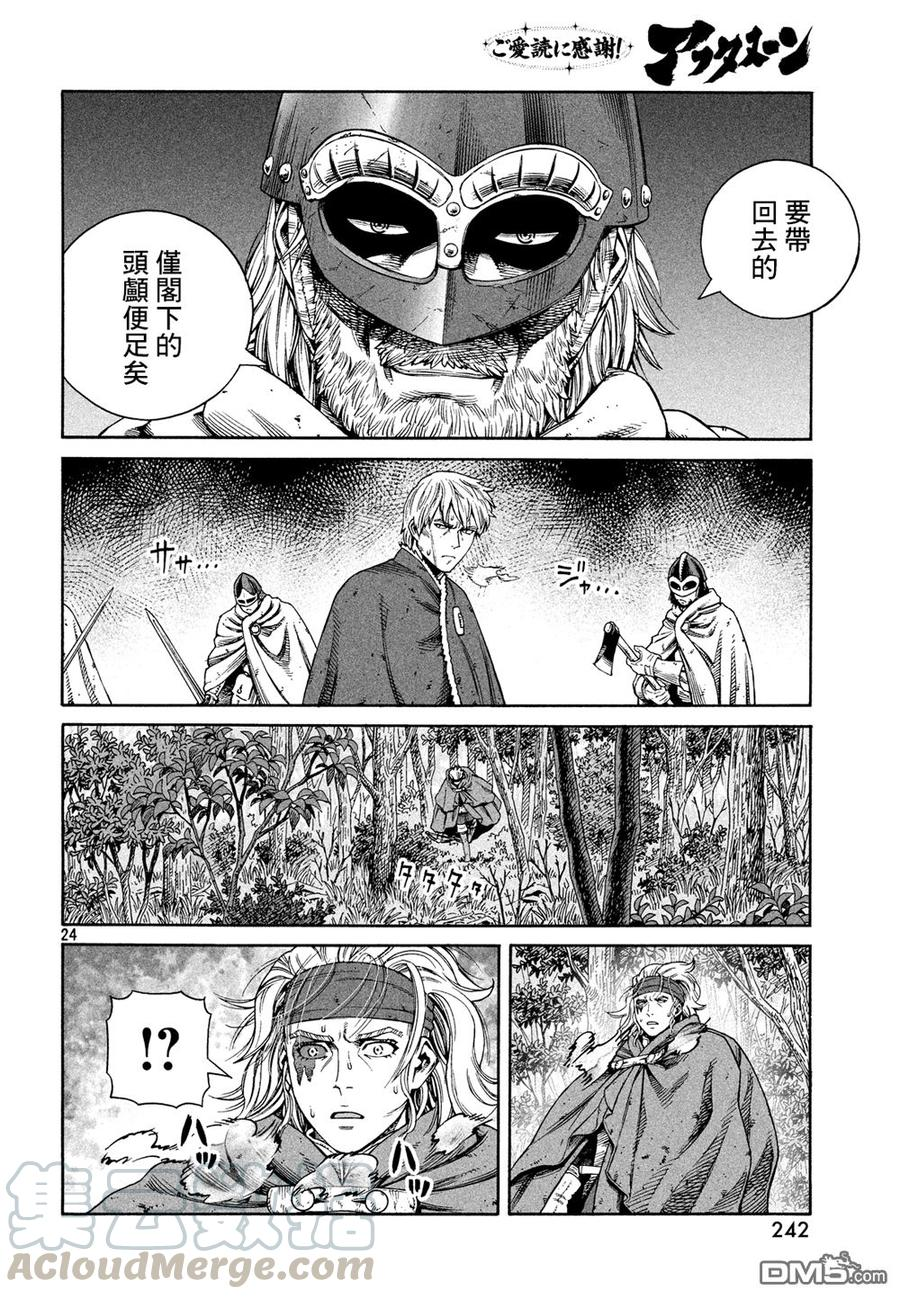 ご愛読に感謝!
アフタヌーン
要帶
回去的
僅閣下的
頭顱便足矣
ササ…
ジャ…
タタタタ
24
!?
ハッ
ハッ
集云数据
ACloudMerge.com
242
DM5.com